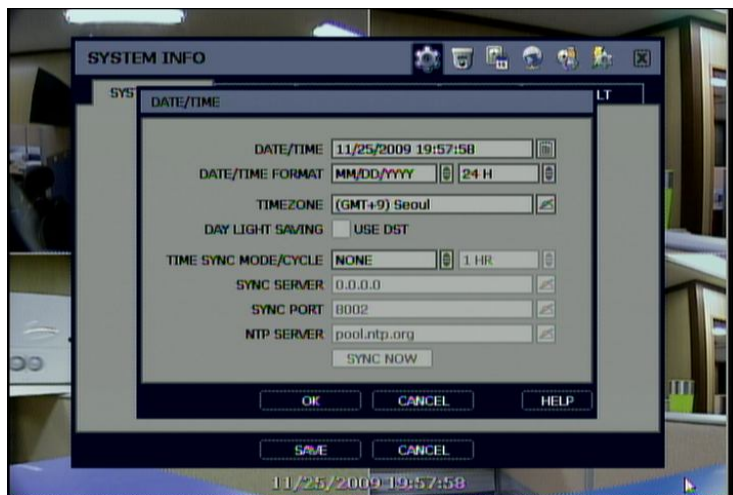 SYSTEM INFO
SYS
LT
DATE/TIME
DATE/TIME 11/25/2009 19:57:58
DATE/TIME FORMAT MM/DD/YYYY 24 H
TIMEZONE (GMT+9) Seoul
DAY LIGHT SAVING USE DST
TIME SYNC MODE/CYCLE NONE 1 HR
SYNC SERVER 0.0.0.0
SYNC PORT 8002
NTP SERVER pool.ntp.org
SYNC NOW
OK CANCEL HELP
SAVE CANCEL
11/25/2009 19:57:58